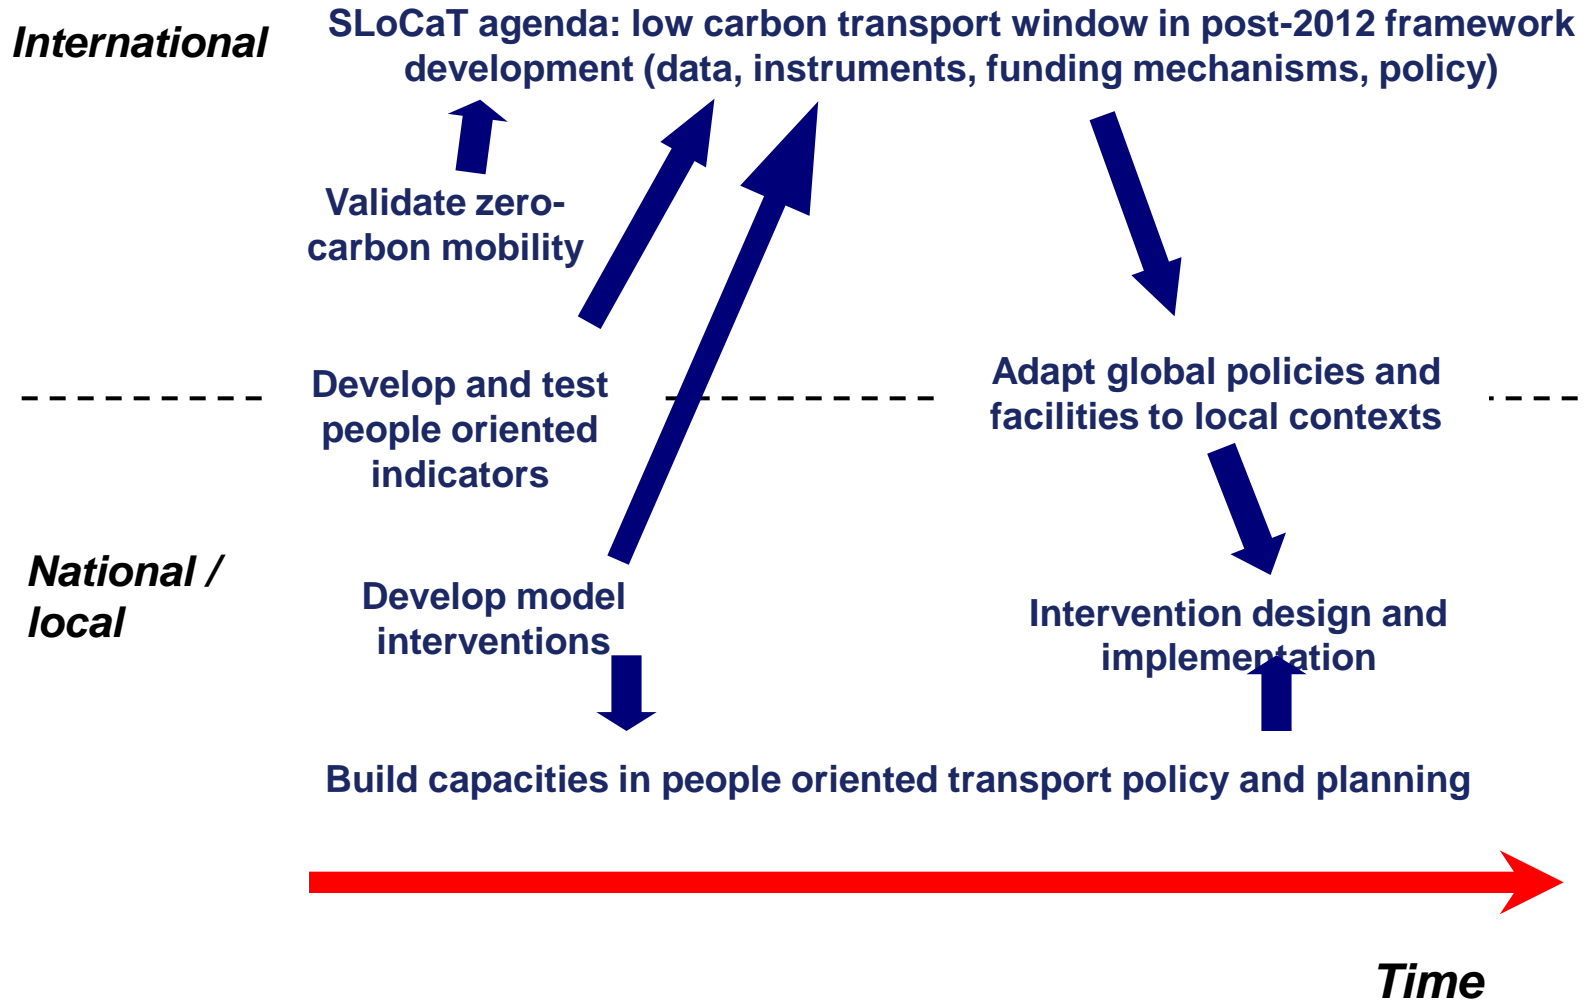 International
SLoCaT agenda: low carbon transport window in post-2012 framework
development (data, instruments, funding mechanisms, policy)
Validate zero-
carbon mobility
Develop and test
people oriented
indicators
Adapt global policies and
facilities to local contexts
National /
local
Develop model
interventions
Intervention design and
implementation
Build capacities in people oriented transport policy and planning
Time